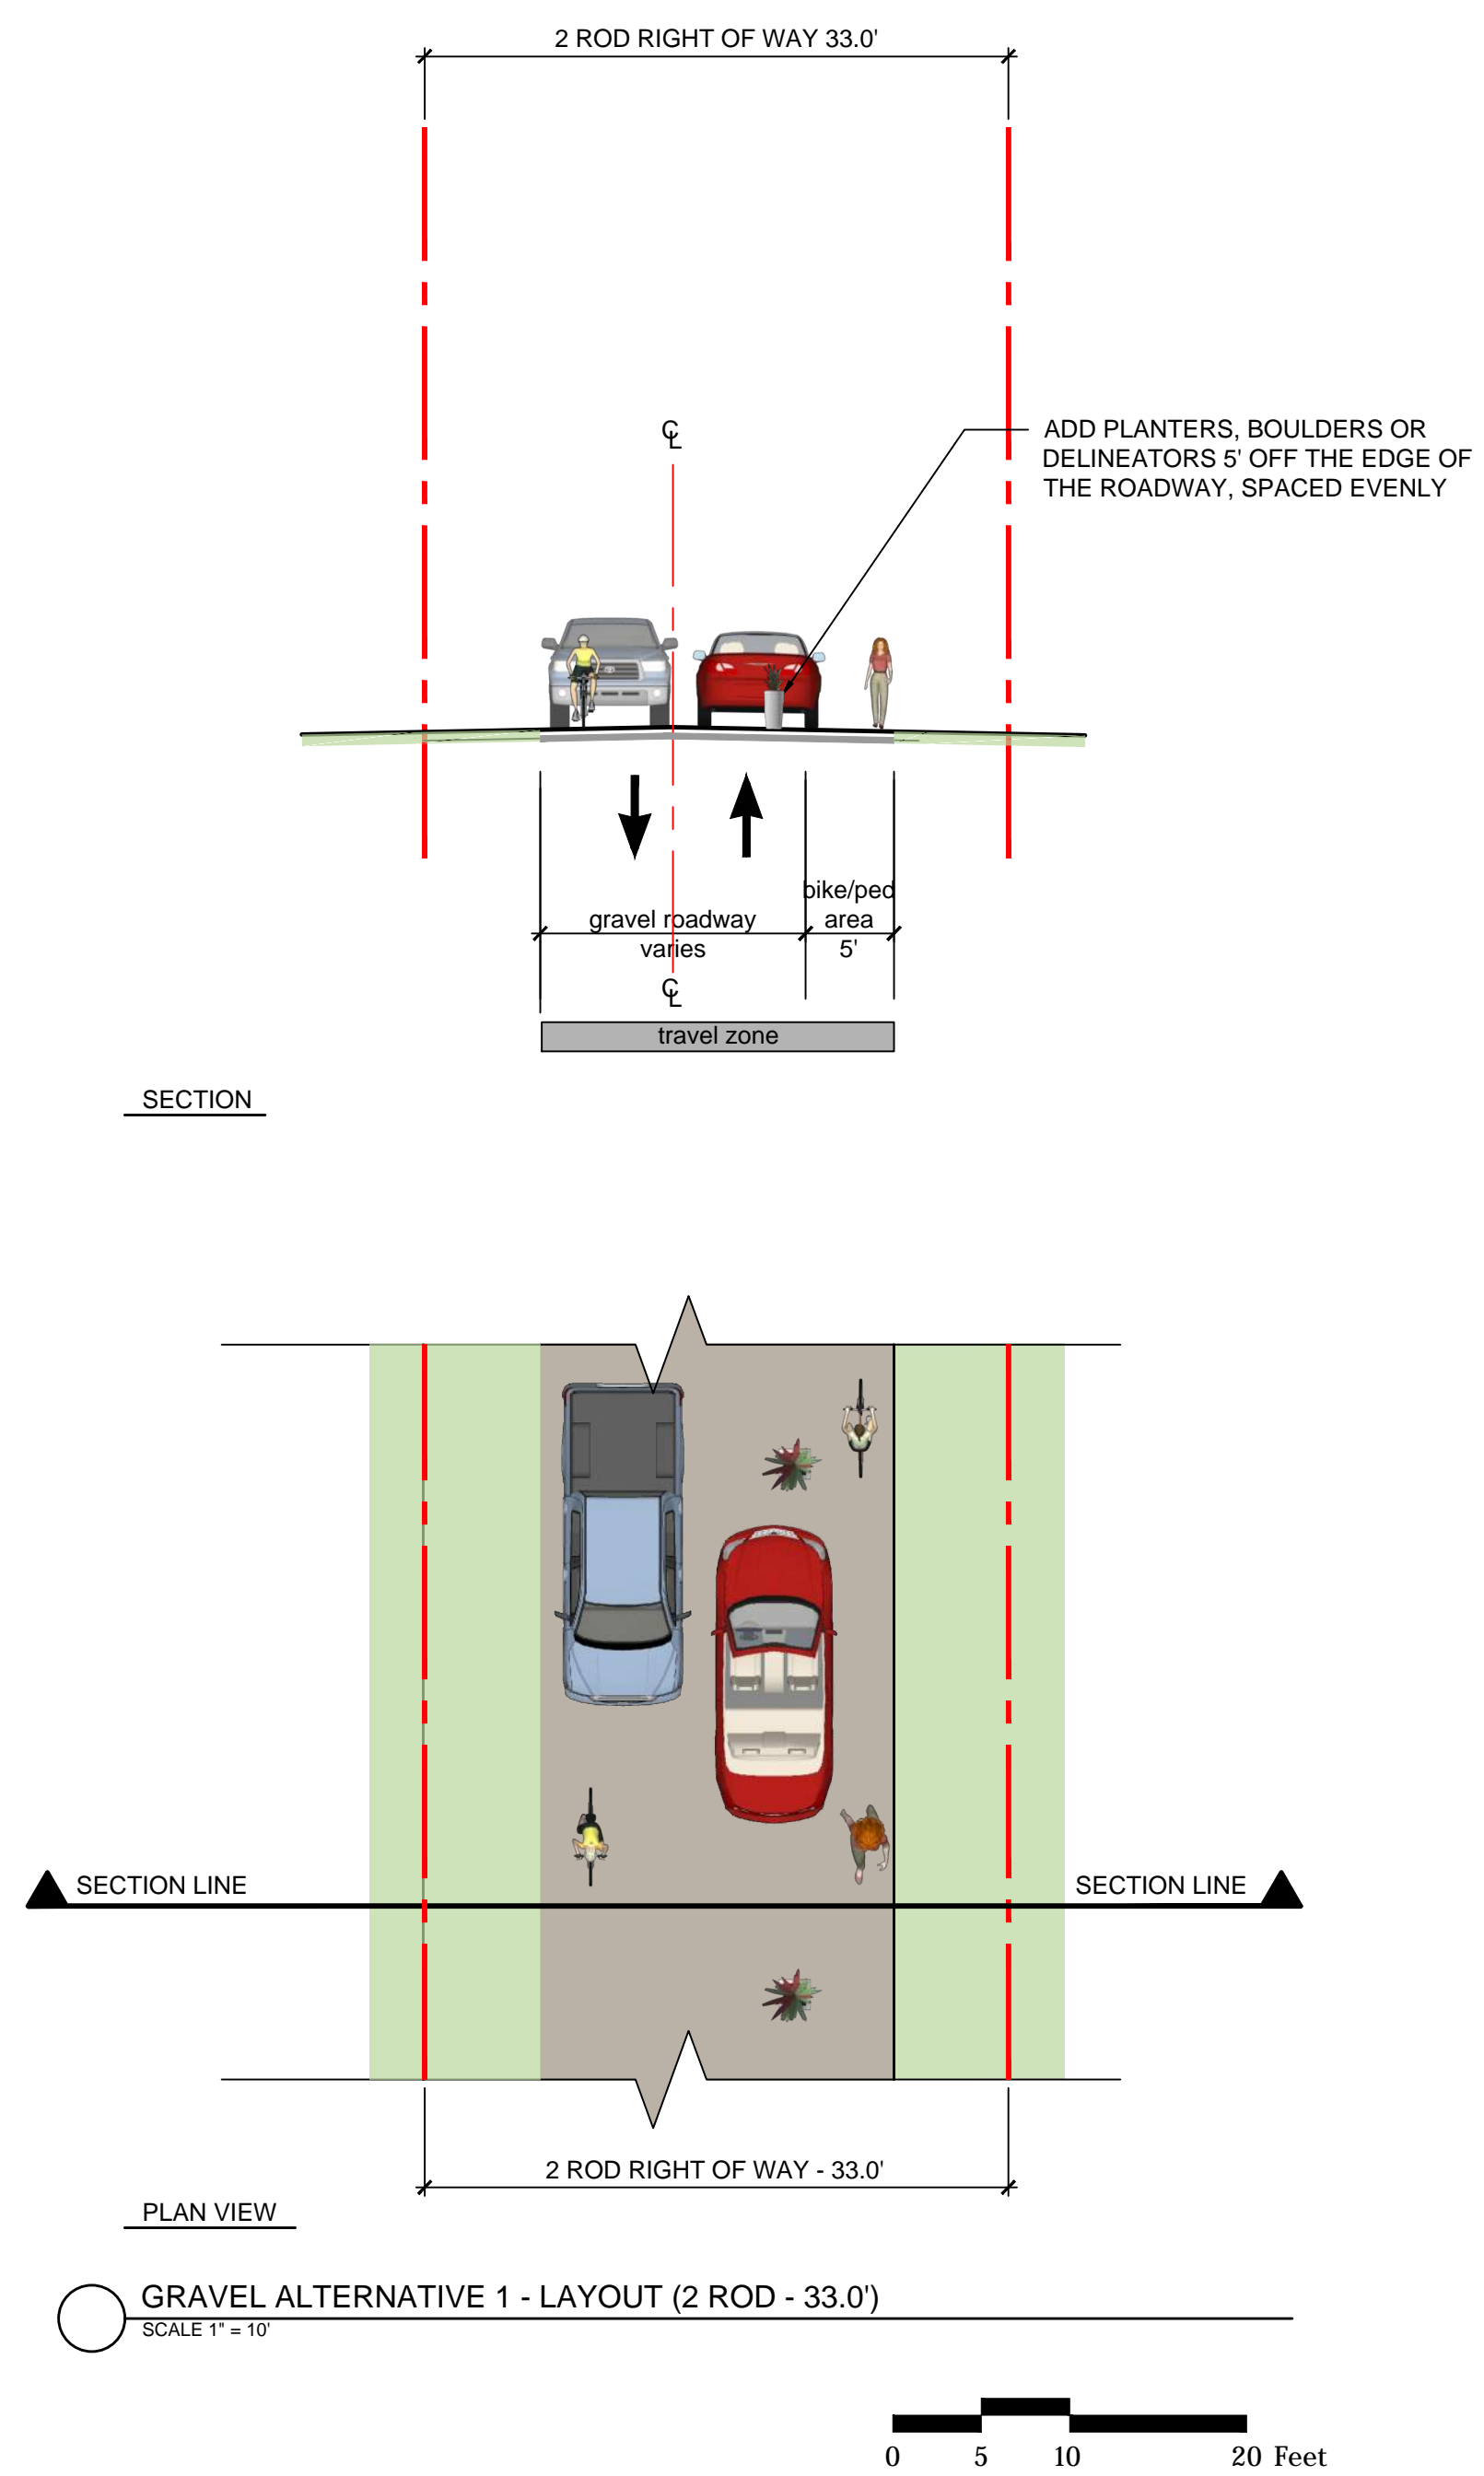 2 ROD RIGHT OF WAY 33.0'
℄
ADD PLANTERS, BOULDERS OR
DELINEATORS 5' OFF THE EDGE OF
THE ROADWAY, SPACED EVENLY
bike/ped
area
5'
gravel roadway
varies
℄
travel zone
SECTION
SECTION LINE
SECTION LINE
2 ROD RIGHT OF WAY - 33.0'
PLAN VIEW
GRAVEL ALTERNATIVE 1 - LAYOUT (2 ROD - 33.0')
SCALE 1" = 10'
0 5 10 20 Feet